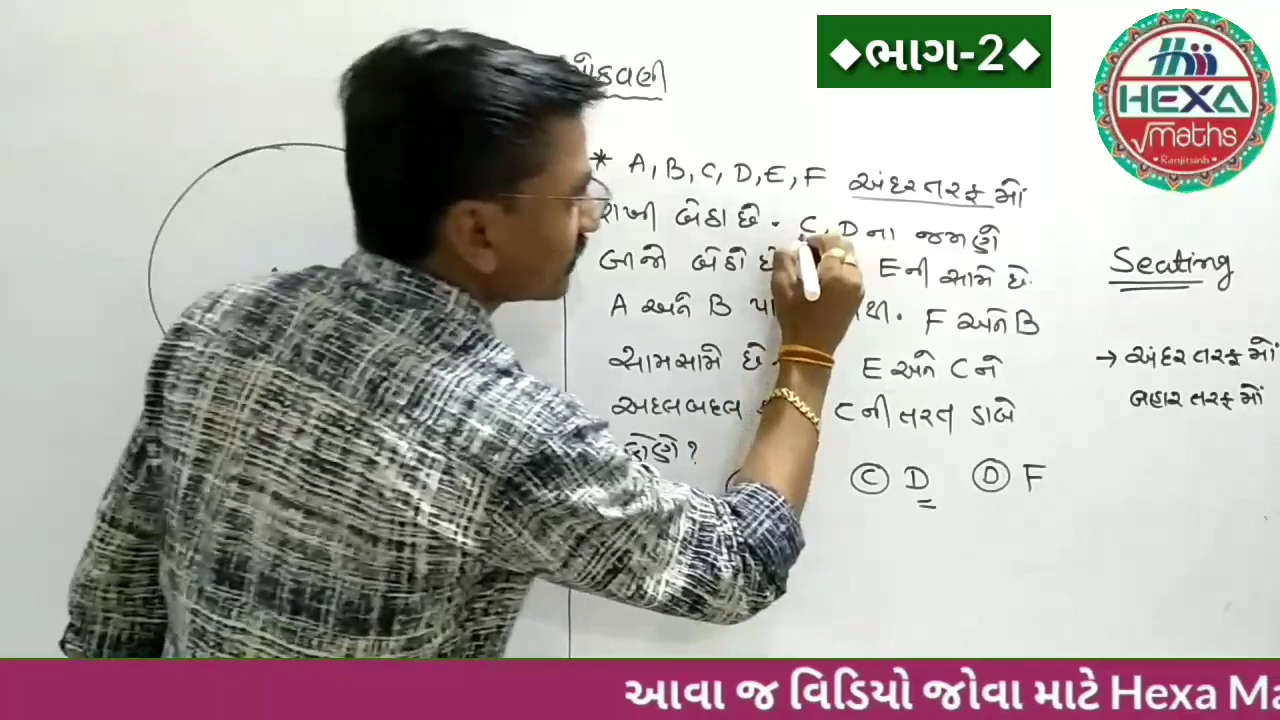 ◆ભાગ-2◆
HEXA
√maths
Ranjitsinh
* A, B, C, D, E, F અંદર તરફ મોં
રાખી બેઠા છે. C, D ના જમણે
બીજો બેઠો છે E ની સામે છે.
A અને B F અને B
સામસામે છે E અને C ને
અદલબદલ C ની તરત ડાબે
કોણ?
C D D F
Seating
→ અંદર તરફ મોં
બહાર તરફ મોં
આવા જ વિડિયો જોવા માટે Hexa Ma